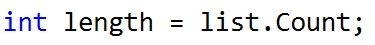 int length = list.Count;